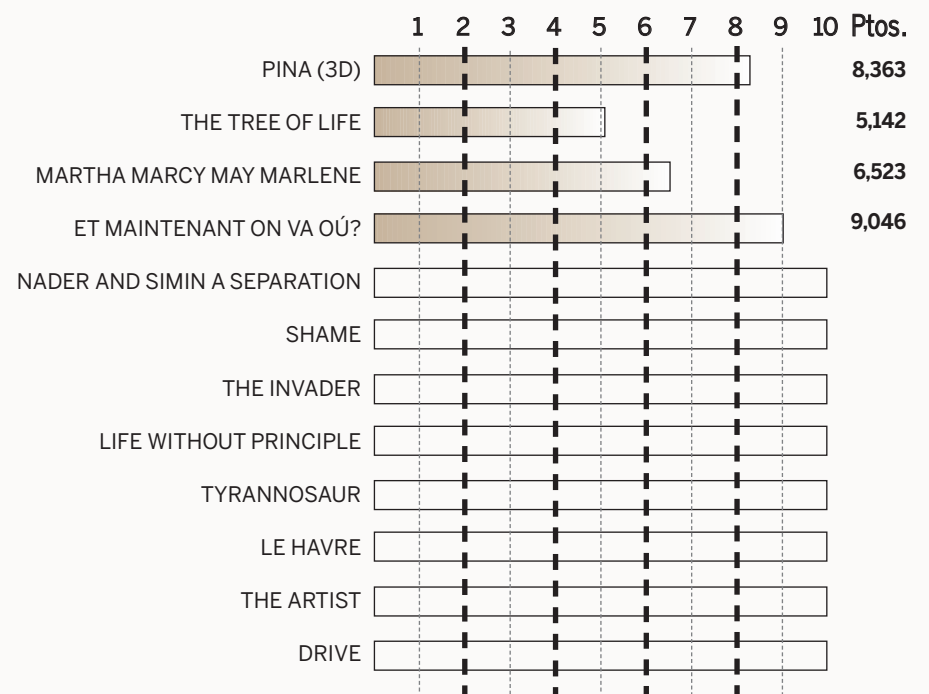 1 2 3 4 5 6 7 8 9 10 Ptos.
PINA (3D) 8,363
THE TREE OF LIFE 5,142
MARTHA MARCY MAY MARLENE 6,523
ET MAINTENANT ON VA OÚ? 9,046
NADER AND SIMIN A SEPARATION
SHAME
THE INVADER
LIFE WITHOUT PRINCIPLE
TYRANNOSAUR
LE HAVRE
THE ARTIST
DRIVE